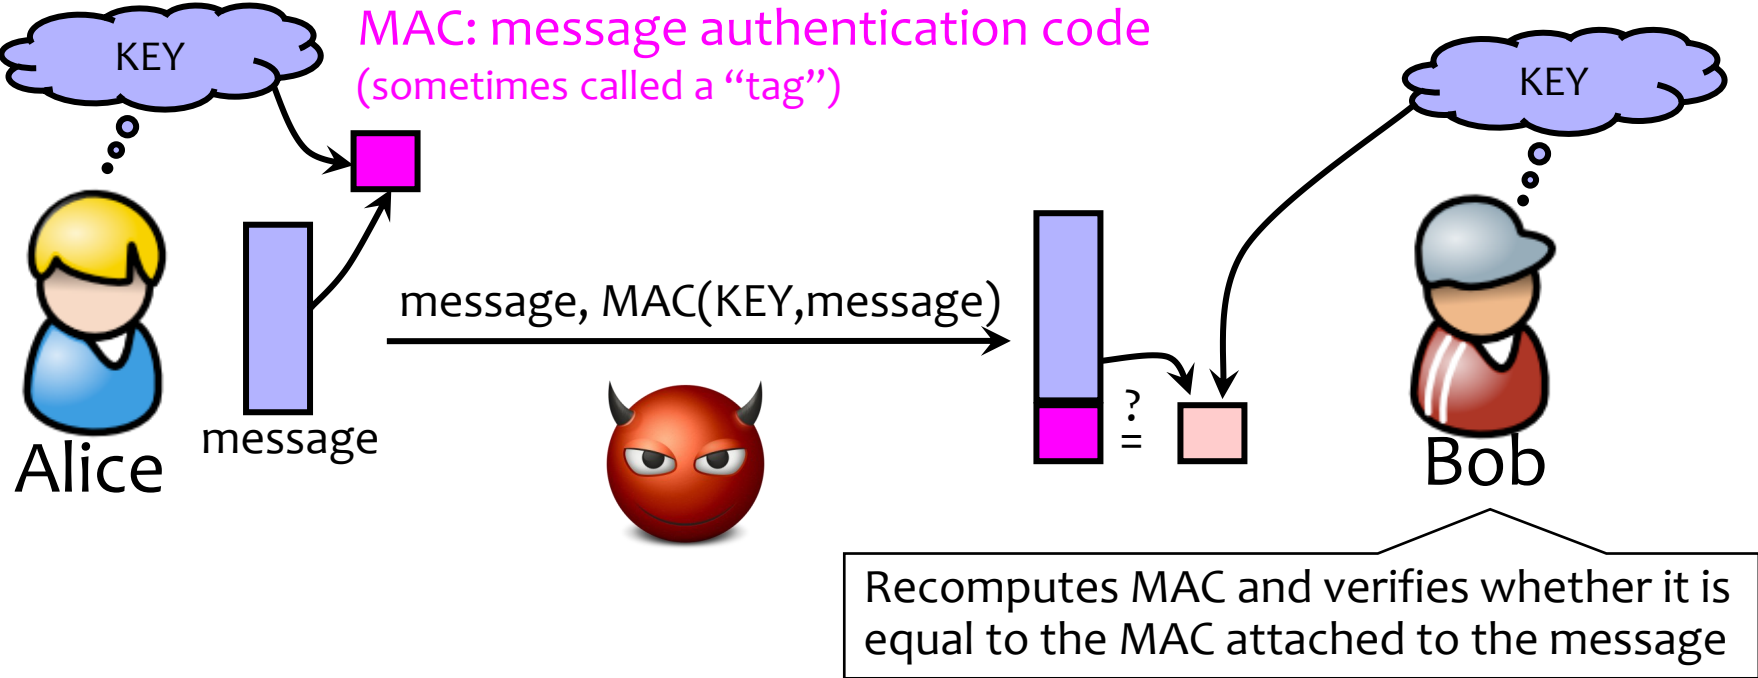 KEY
MAC: message authentication code
(sometimes called a “tag”)
KEY
message, MAC(KEY,message)
?
=
message
Alice
Bob
Recomputes MAC and verifies whether it is
equal to the MAC attached to the message